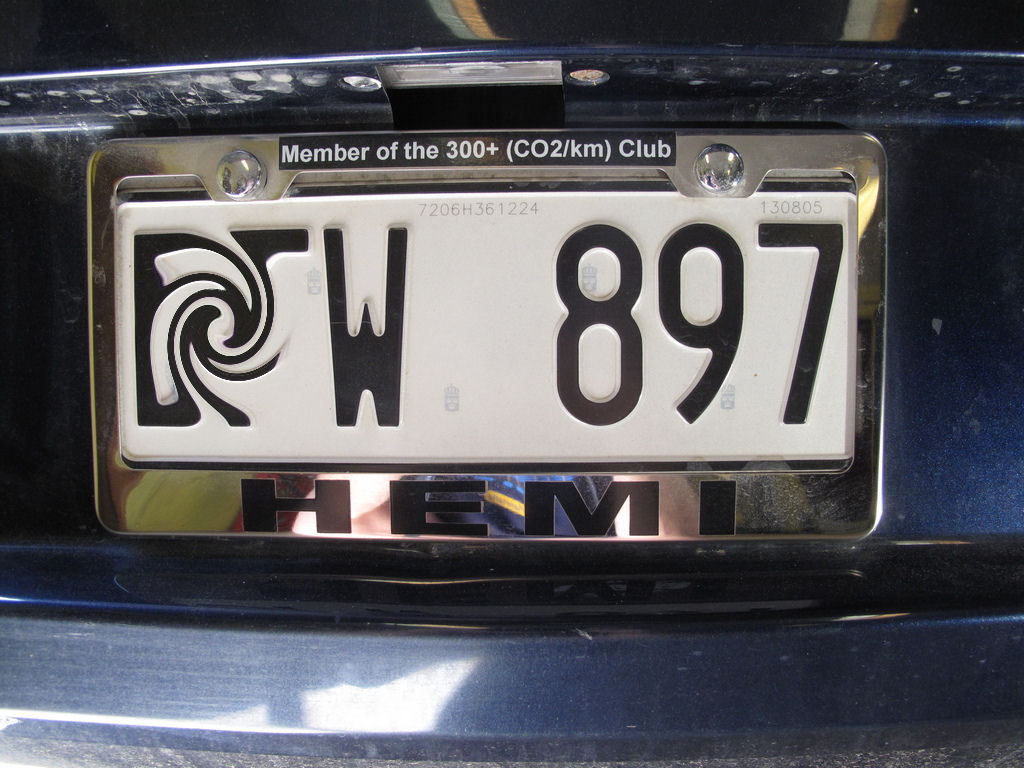 Member of the 300+ (CO2/km) Club
7206H361224 130805
W 897
HEMI